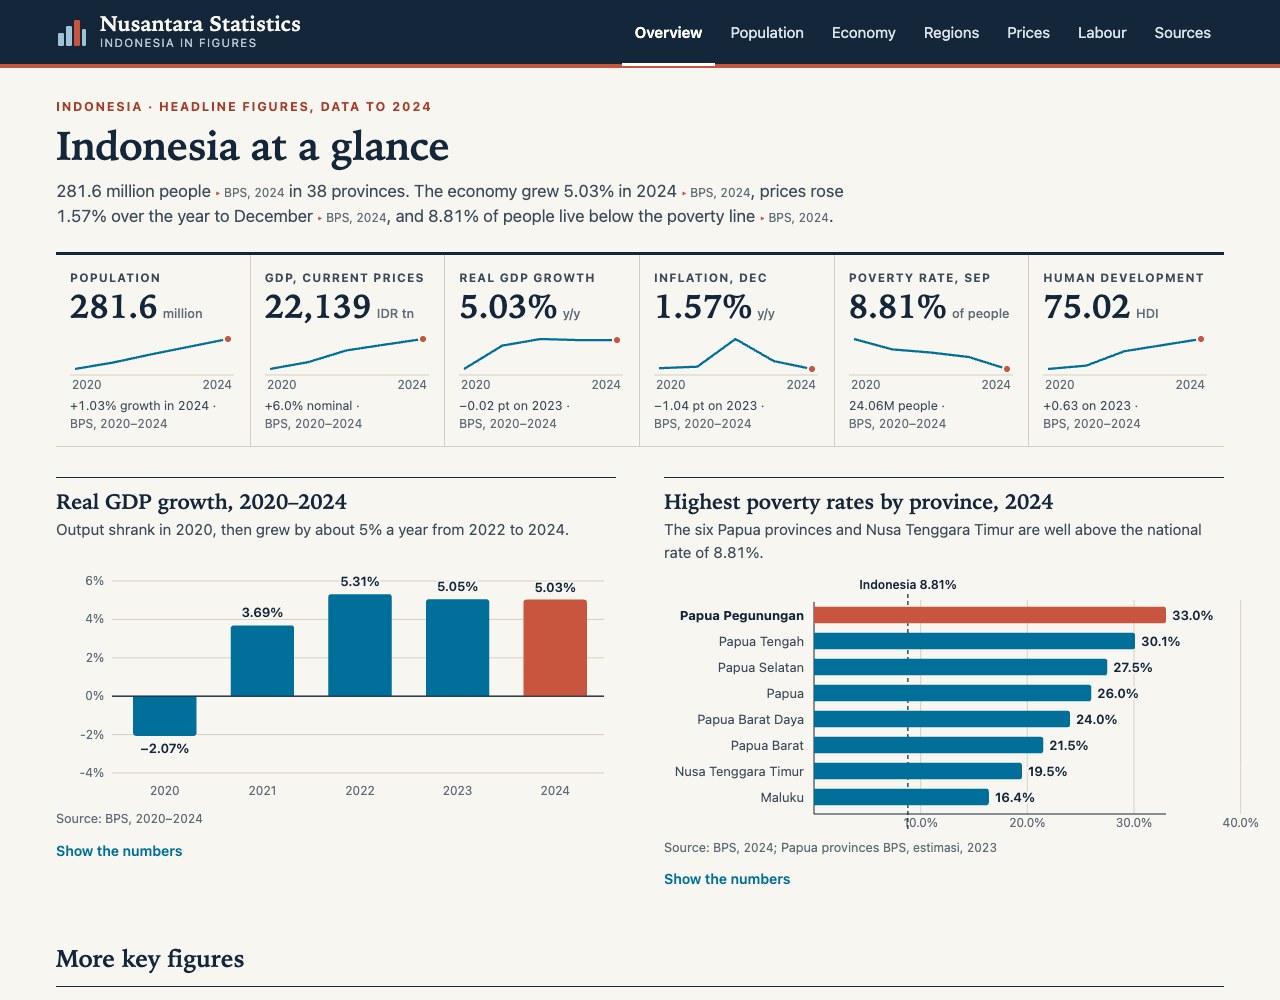 Nusantara Statistics
INDONESIA IN FIGURES
Overview
Population
Economy
Regions
Prices
Labour
Sources
INDONESIA · HEADLINE FIGURES, DATA TO 2024
Indonesia at a glance
281.6 million people ▸ BPS, 2024 in 38 provinces. The economy grew 5.03% in 2024 ▸ BPS, 2024, prices rose
1.57% over the year to December ▸ BPS, 2024, and 8.81% of people live below the poverty line ▸ BPS, 2024.
POPULATION
281.6 million
2020 2024
+1.03% growth in 2024 ·
BPS, 2020–2024
GDP, CURRENT PRICES
22,139 IDR tn
2020 2024
+6.0% nominal ·
BPS, 2020–2024
REAL GDP GROWTH
5.03% y/y
2020 2024
−0.02 pt on 2023 ·
BPS, 2020–2024
INFLATION, DEC
1.57% y/y
2020 2024
−1.04 pt on 2023 ·
BPS, 2020–2024
POVERTY RATE, SEP
8.81% of people
2020 2024
24.06M people ·
BPS, 2020–2024
HUMAN DEVELOPMENT
75.02 HDI
2020 2024
+0.63 on 2023 ·
BPS, 2020–2024
Real GDP growth, 2020–2024
Output shrank in 2020, then grew by about 5% a year from 2022 to 2024.
6%
4%
2%
0%
-2%
-4%
−2.07%
3.69%
5.31%
5.05%
5.03%
2020 2021 2022 2023 2024
Source: BPS, 2020–2024
Show the numbers
Highest poverty rates by province, 2024
The six Papua provinces and Nusa Tenggara Timur are well above the national
rate of 8.81%.
Indonesia 8.81%
Papua Pegunungan 33.0%
Papua Tengah 30.1%
Papua Selatan 27.5%
Papua 26.0%
Papua Barat Daya 24.0%
Papua Barat 21.5%
Nusa Tenggara Timur 19.5%
Maluku 16.4%
10.0% 20.0% 30.0% 40.0%
Source: BPS, 2024; Papua provinces BPS, estimasi, 2023
Show the numbers
More key figures